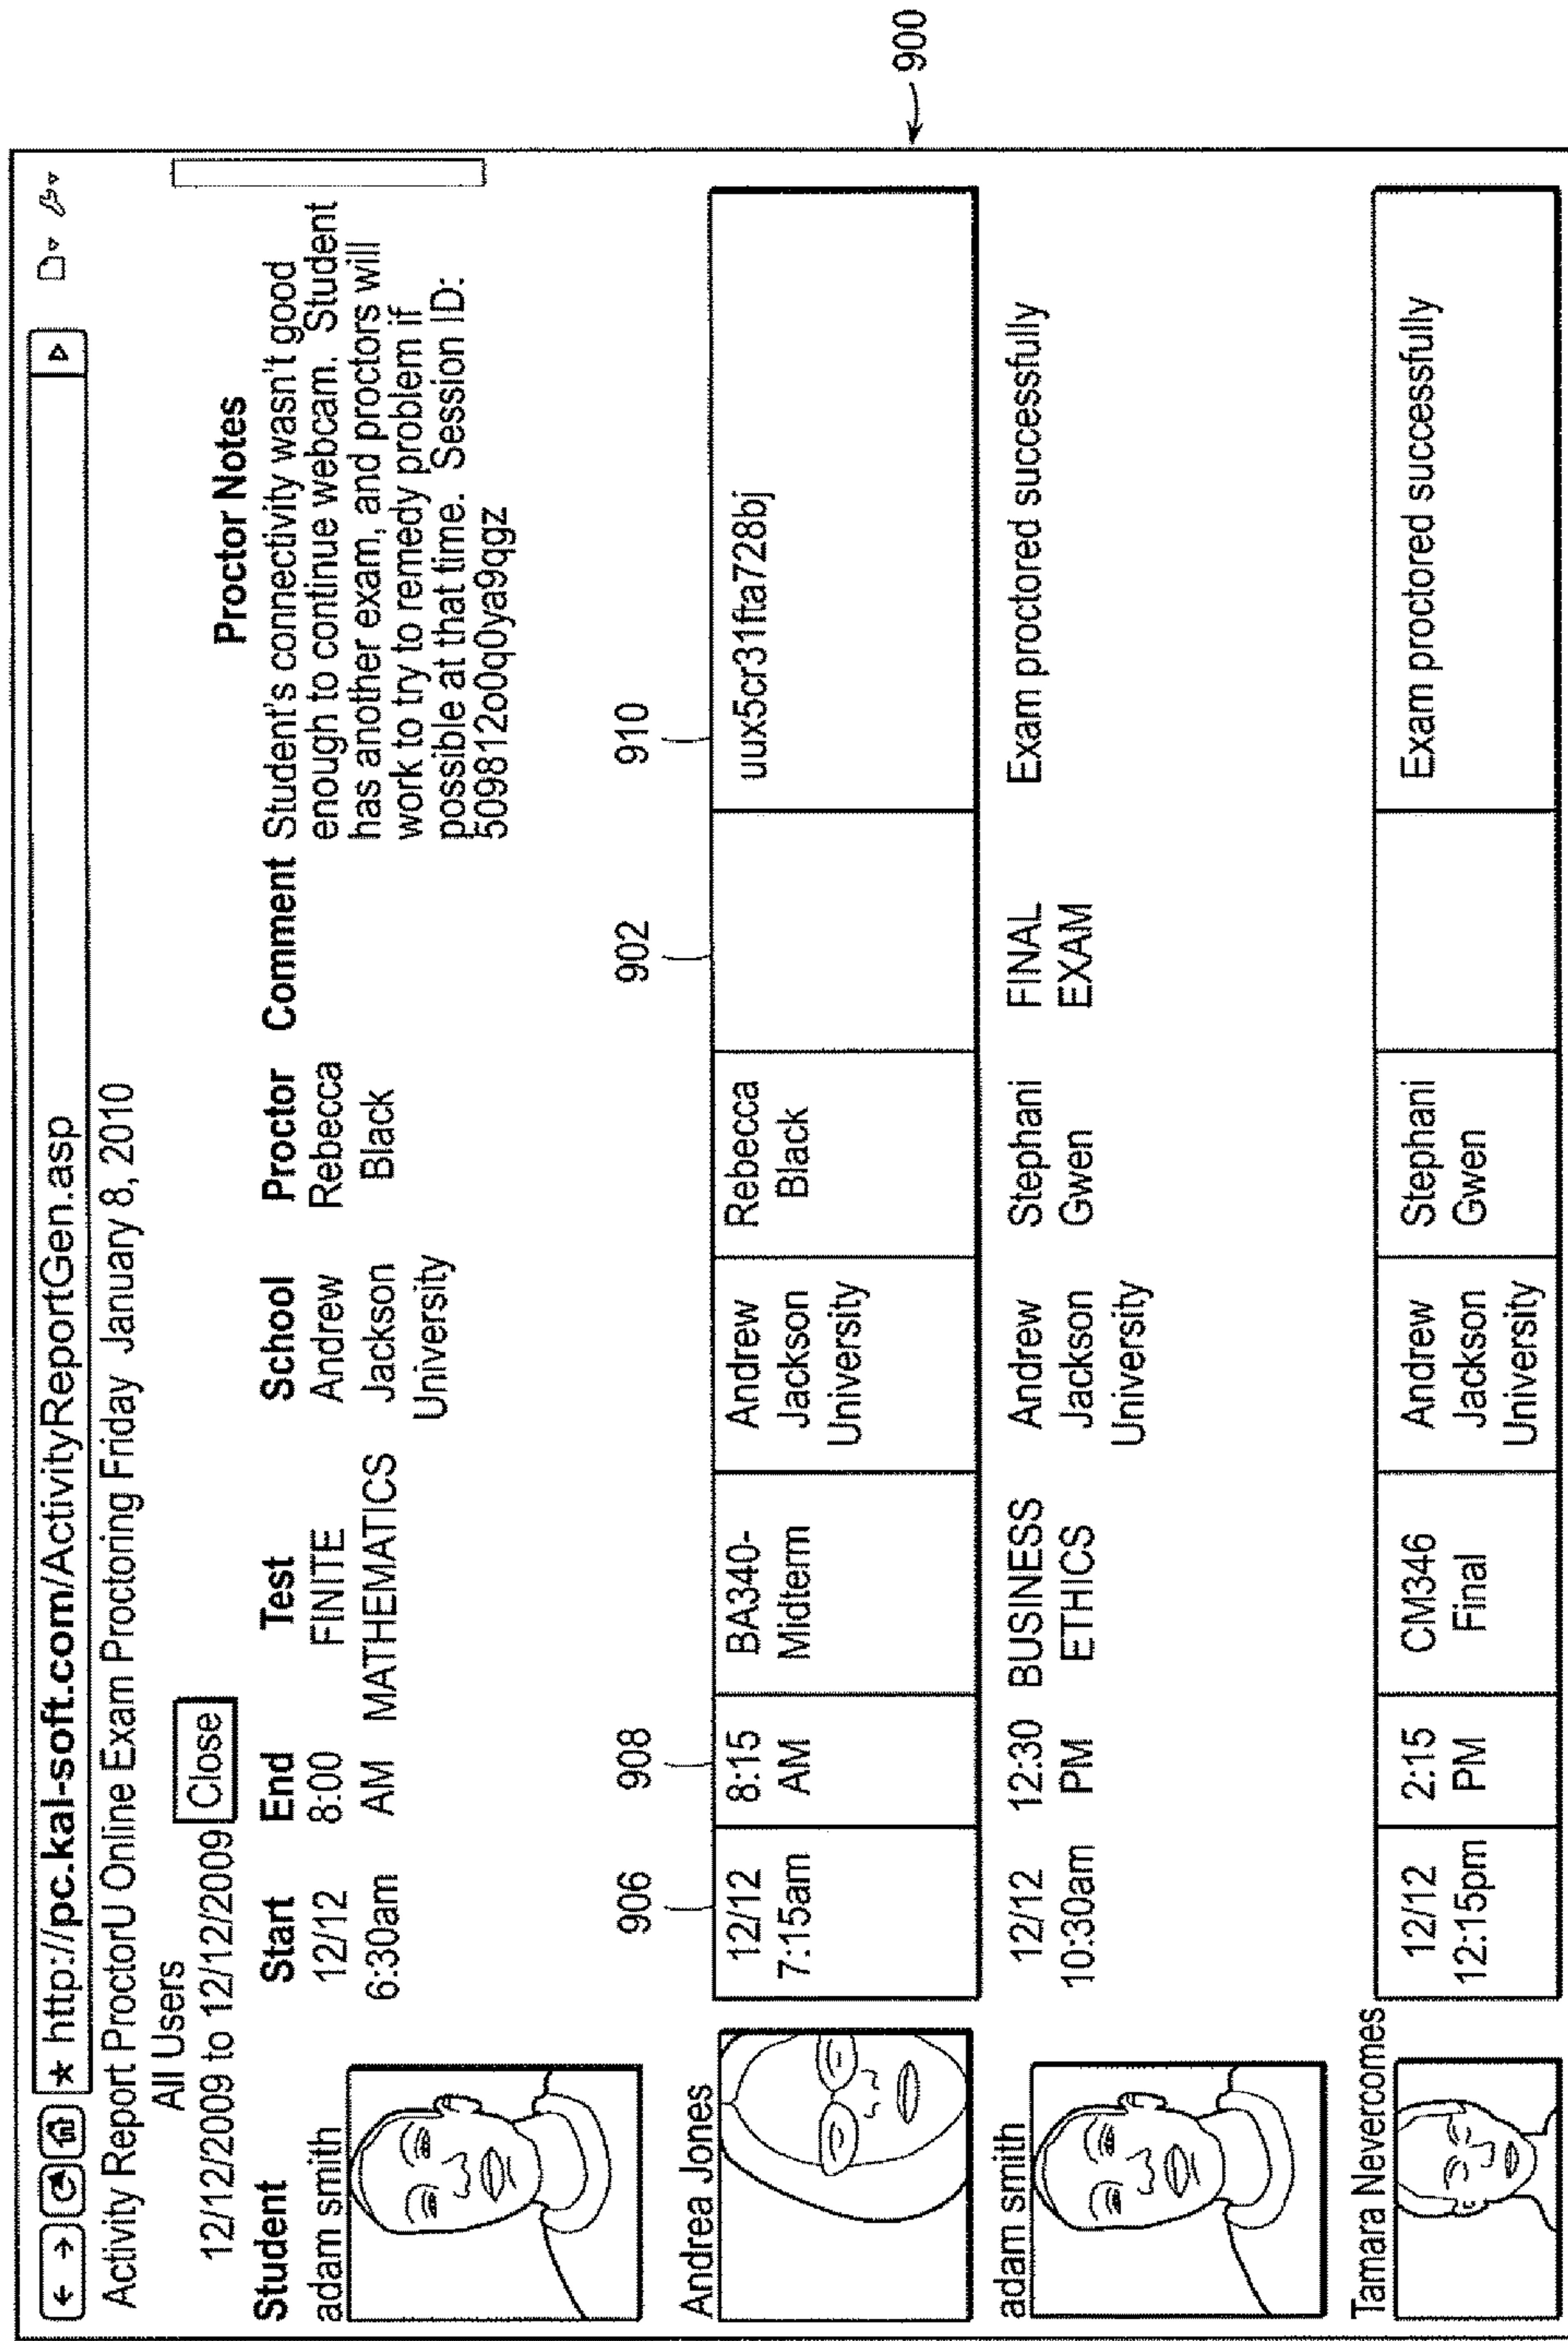 ★ http://pc.kal-soft.com/ActivityReportGen.asp
Activity Report ProctorU Online Exam Proctoring Friday January 8, 2010
All Users
12/12/2009 to 12/12/2009 Close
Student Start End Test School Proctor Comment Proctor Notes
adam smith
12/12
6:30am
8:00
AM
FINITE
MATHEMATICS
Andrew
Jackson
University
Rebecca
Black
Student's connectivity wasn't good
enough to continue webcam. Student
has another exam, and proctors will
work to try to remedy problem if
possible at that time. Session ID:
509812o0q0ya9qgz
906
908
902
910
Andrea Jones
12/12
7:15am
8:15
AM
BA340-
Midterm
Andrew
Jackson
University
Rebecca
Black
uux5cr31fta728bj
adam smith
12/12
10:30am
12:30
PM
BUSINESS
ETHICS
Andrew
Jackson
University
Stephani
Gwen
FINAL
EXAM
Exam proctored successfully
Tamara Nevercomes
12/12
12:15pm
2:15
PM
CM346
Final
Andrew
Jackson
University
Stephani
Gwen
Exam proctored successfully
900